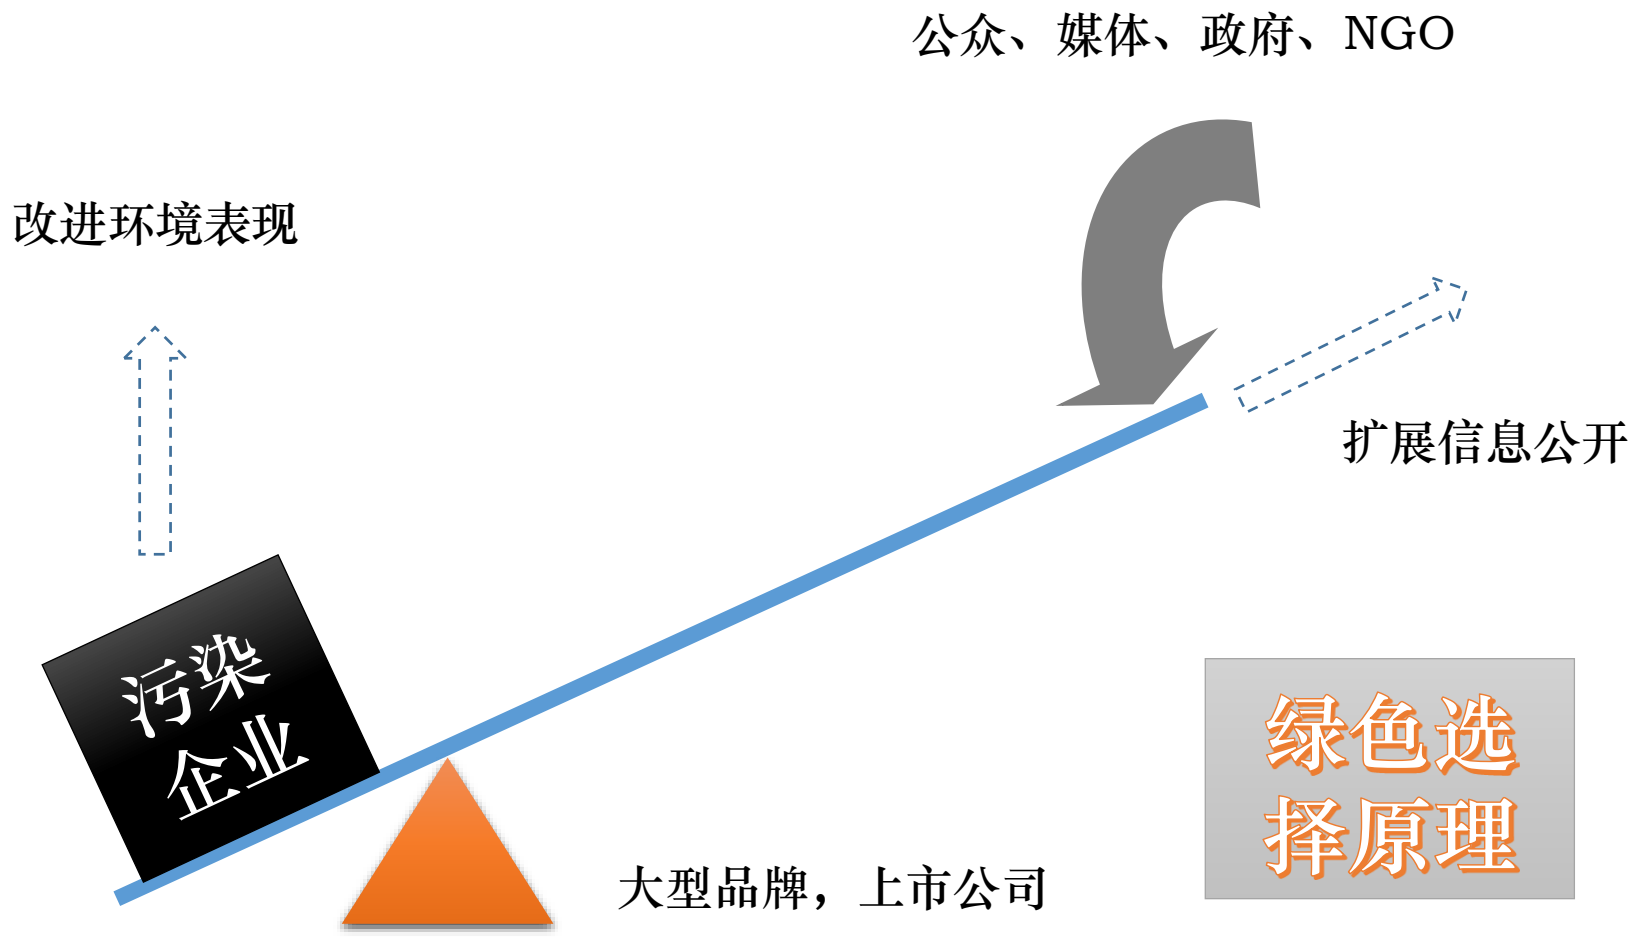 公众、媒体、政府、NGO
改进环境表现
扩展信息公开
污染
企业
绿色选
择原理
大型品牌，上市公司